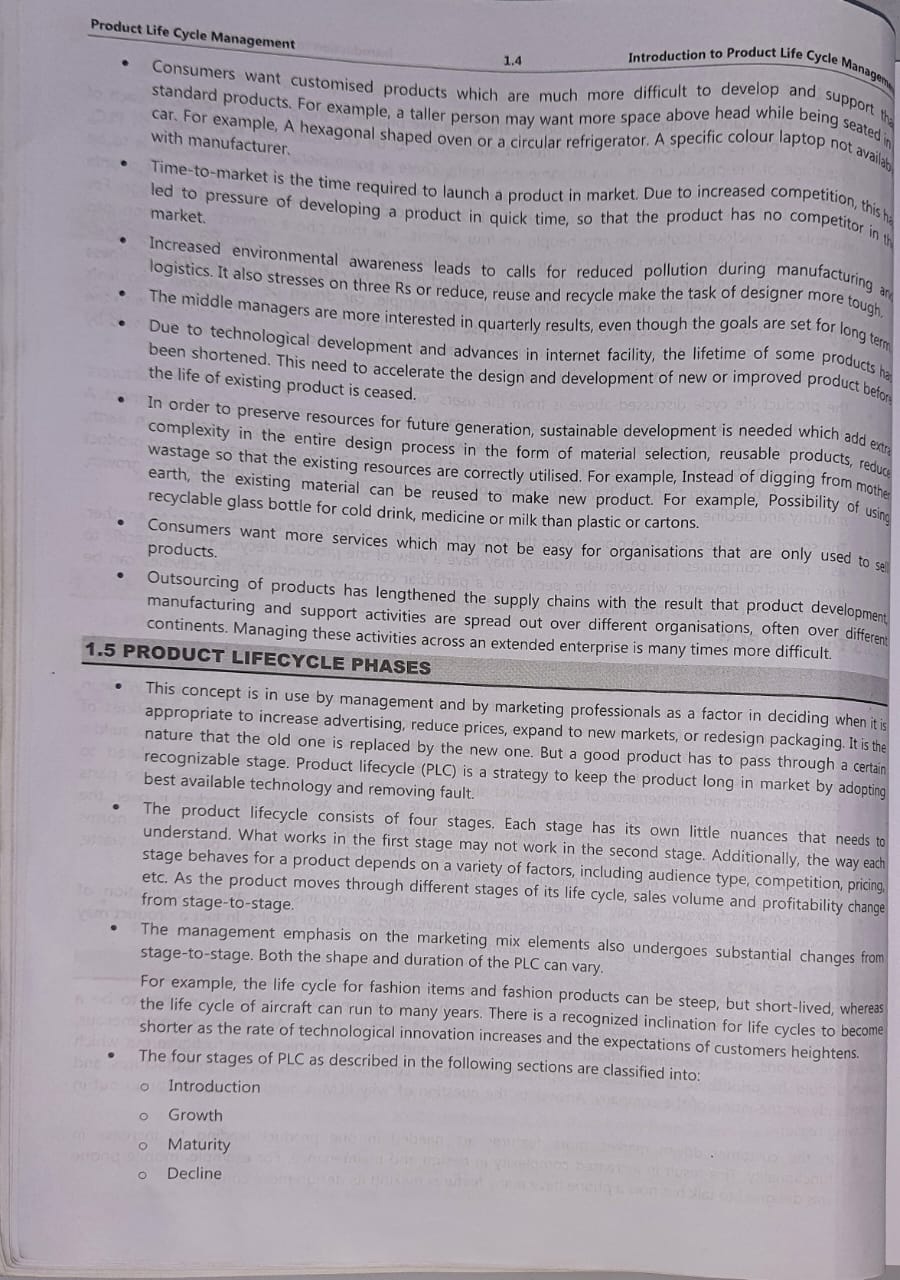 Product Life Cycle Management
1.4
Introduction to Product Life Cycle
• Consumers want customised products which are much more difficult to develop and support
standard products. For example, a taller person may want more space above head while being seated in
car. For example, A hexagonal shaped oven or a circular refrigerator. A specific colour laptop not
with manufacturer.
• Time-to-market is the time required to launch a product in market. Due to increased competition, this
led to pressure of developing a product in quick time, so that the product has no competitor in
market.
• Increased environmental awareness leads to calls for reduced pollution during manufacturing
logistics. It also stresses on three Rs or reduce, reuse and recycle make the task of designer more tough.
• The middle managers are more interested in quarterly results, even though the goals are set for long term
• Due to technological development and advances in internet facility, the lifetime of some products
been shortened. This need to accelerate the design and development of new or improved product before
the life of existing product is ceased.
• In order to preserve resources for future generation, sustainable development is needed which add extra
complexity in the entire design process in the form of material selection, reusable products, reduce
wastage so that the existing resources are correctly utilised. For example, Instead of digging from mother
earth, the existing material can be reused to make new product. For example, Possibility of using
recyclable glass bottle for cold drink, medicine or milk than plastic or cartons.
• Consumers want more services which may not be easy for organisations that are only used to sell
products.
• Outsourcing of products has lengthened the supply chains with the result that product development,
manufacturing and support activities are spread out over different organisations, often over different
continents. Managing these activities across an extended enterprise is many times more difficult.
1.5 PRODUCT LIFECYCLE PHASES
• This concept is in use by management and by marketing professionals as a factor in deciding when it is
appropriate to increase advertising, reduce prices, expand to new markets, or redesign packaging. It is the
nature that the old one is replaced by the new one. But a good product has to pass through a certain
recognizable stage. Product lifecycle (PLC) is a strategy to keep the product long in market by adopting
best available technology and removing fault.
• The product lifecycle consists of four stages. Each stage has its own little nuances that needs to
understand. What works in the first stage may not work in the second stage. Additionally, the way each
stage behaves for a product depends on a variety of factors, including audience type, competition, pricing,
etc. As the product moves through different stages of its life cycle, sales volume and profitability change
from stage-to-stage.
• The management emphasis on the marketing mix elements also undergoes substantial changes from
stage-to-stage. Both the shape and duration of the PLC can vary.
For example, the life cycle for fashion items and fashion products can be steep, but short-lived, whereas
the life cycle of aircraft can run to many years. There is a recognized inclination for life cycles to become
shorter as the rate of technological innovation increases and the expectations of customers heightens.
• The four stages of PLC as described in the following sections are classified into:
o Introduction
o Growth
o Maturity
o Decline